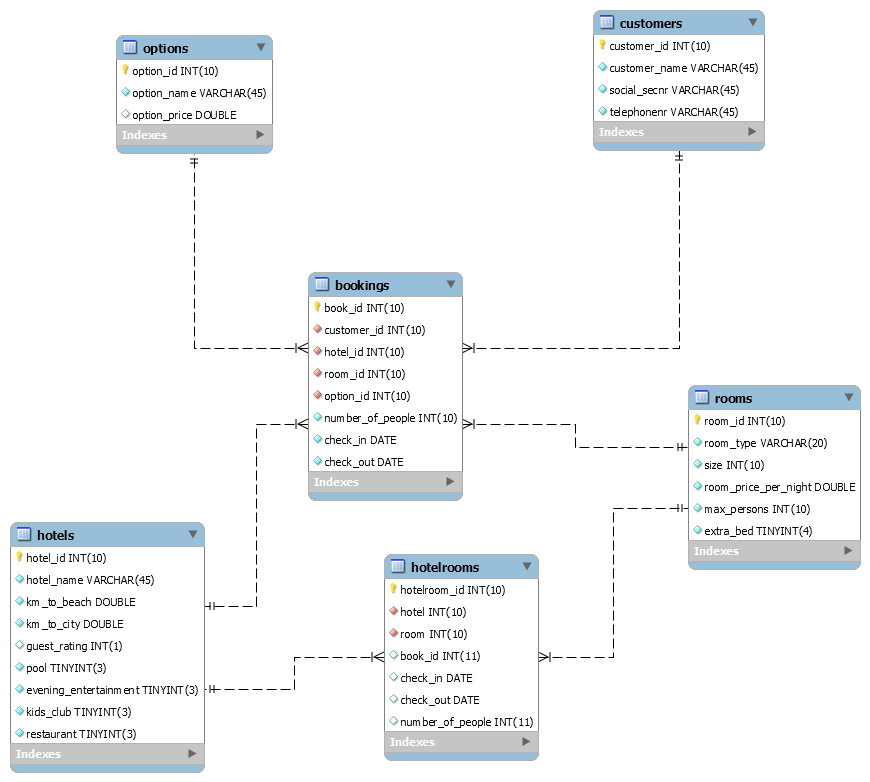 options
option_id INT(10)
option_name VARCHAR(45)
option_price DOUBLE
Indexes
customers
customer_id INT(10)
customer_name VARCHAR(45)
social_secnr VARCHAR(45)
telephonenr VARCHAR(45)
Indexes
bookings
book_id INT(10)
customer_id INT(10)
hotel_id INT(10)
room_id INT(10)
option_id INT(10)
number_of_people INT(10)
check_in DATE
check_out DATE
Indexes
rooms
room_id INT(10)
room_type VARCHAR(20)
size INT(10)
room_price_per_night DOUBLE
max_persons INT(10)
extra_bed TINYINT(4)
Indexes
hotels
hotel_id INT(10)
hotel_name VARCHAR(45)
km_to_beach DOUBLE
km_to_city DOUBLE
guest_rating INT(1)
pool TINYINT(3)
evening_entertainment TINYINT(3)
kids_club TINYINT(3)
restaurant TINYINT(3)
Indexes
hotelrooms
hotelroom_id INT(10)
hotel INT(10)
room INT(10)
book_id INT(11)
check_in DATE
check_out DATE
number_of_people INT(11)
Indexes